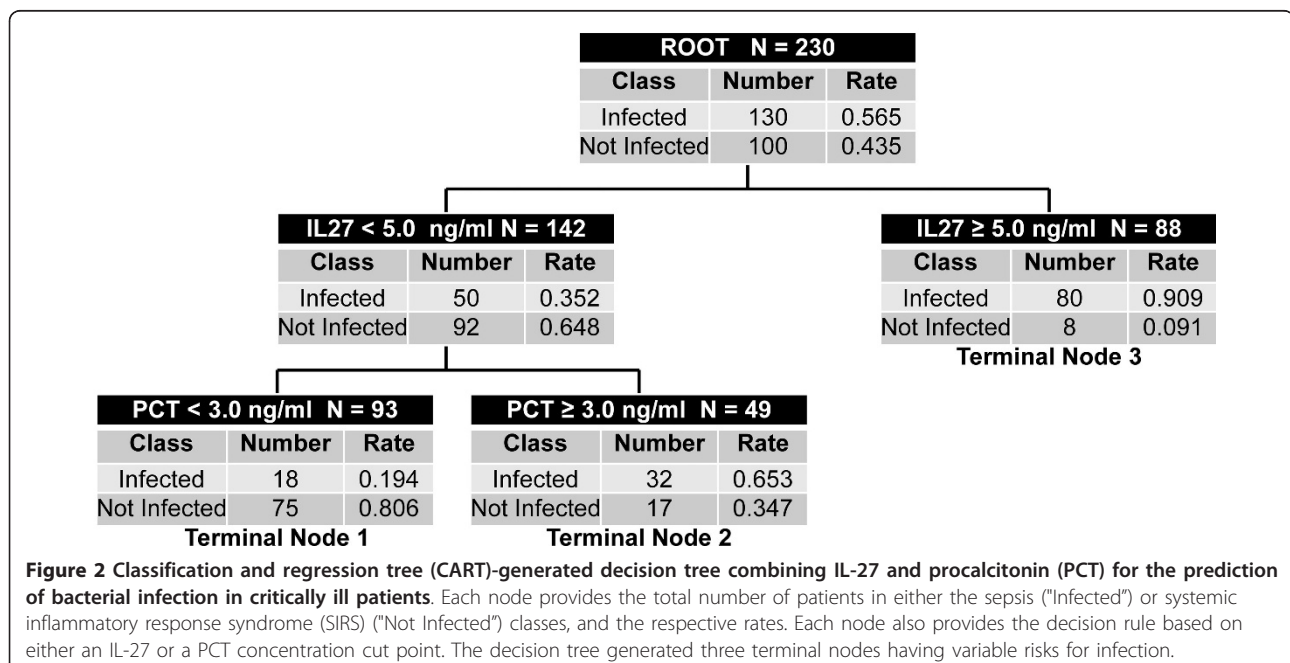 ROOT N = 230
Class Number Rate
Infected 130 0.565
Not Infected 100 0.435
IL27 < 5.0 ng/ml N = 142
Class Number Rate
Infected 50 0.352
Not Infected 92 0.648
IL27 ≥ 5.0 ng/ml N = 88
Class Number Rate
Infected 80 0.909
Not Infected 8 0.091
Terminal Node 3
PCT < 3.0 ng/ml N = 93
Class Number Rate
Infected 18 0.194
Not Infected 75 0.806
Terminal Node 1
PCT ≥ 3.0 ng/ml N = 49
Class Number Rate
Infected 32 0.653
Not Infected 17 0.347
Terminal Node 2
Figure 2 Classification and regression tree (CART)-generated decision tree combining IL-27 and procalcitonin (PCT) for the prediction
of bacterial infection in critically ill patients. Each node provides the total number of patients in either the sepsis ("Infected") or systemic
inflammatory response syndrome (SIRS) ("Not Infected") classes, and the respective rates. Each node also provides the decision rule based on
either an IL-27 or a PCT concentration cut point. The decision tree generated three terminal nodes having variable risks for infection.